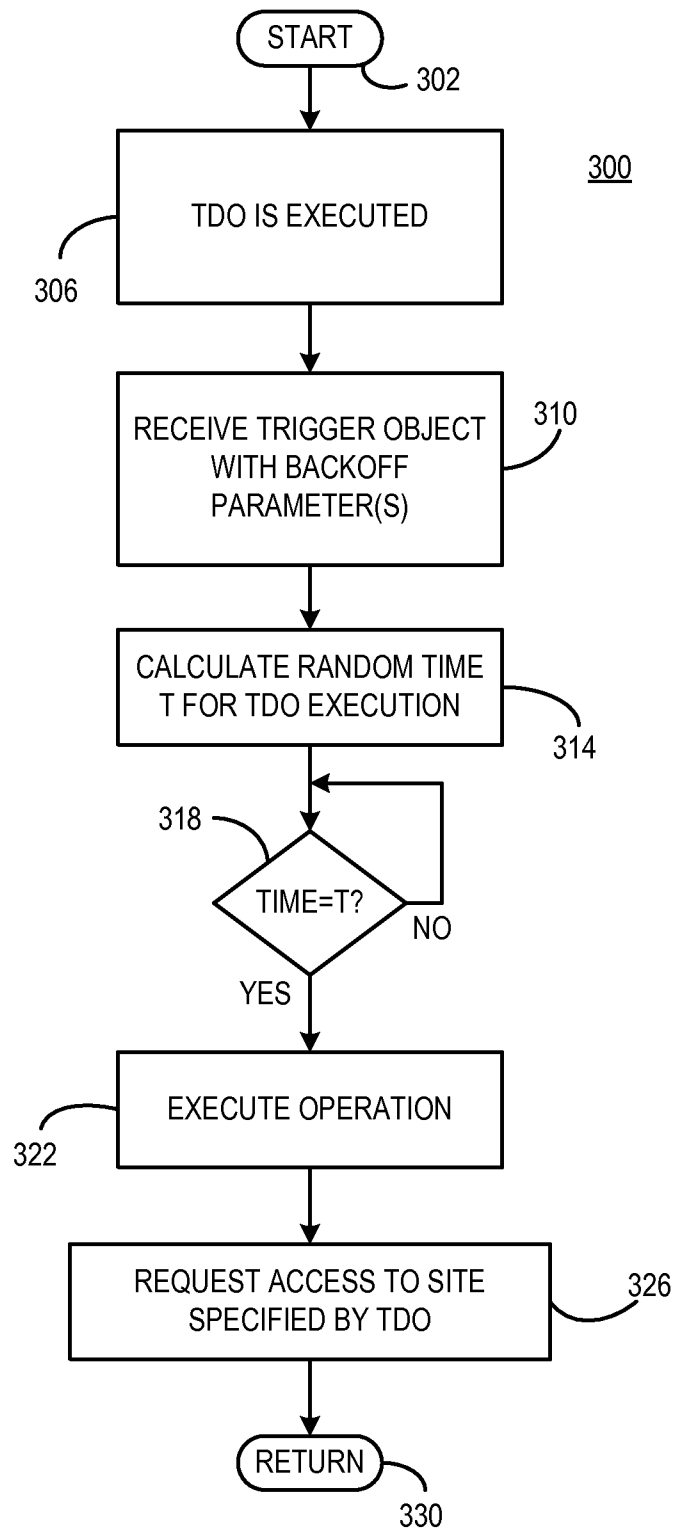 START
302
300
TDO IS EXECUTED
306
RECEIVE TRIGGER OBJECT
WITH BACKOFF
PARAMETER(S)
310
CALCULATE RANDOM TIME
T FOR TDO EXECUTION
314
318
TIME=T?
NO
YES
EXECUTE OPERATION
322
REQUEST ACCESS TO SITE
SPECIFIED BY TDO
326
RETURN
330